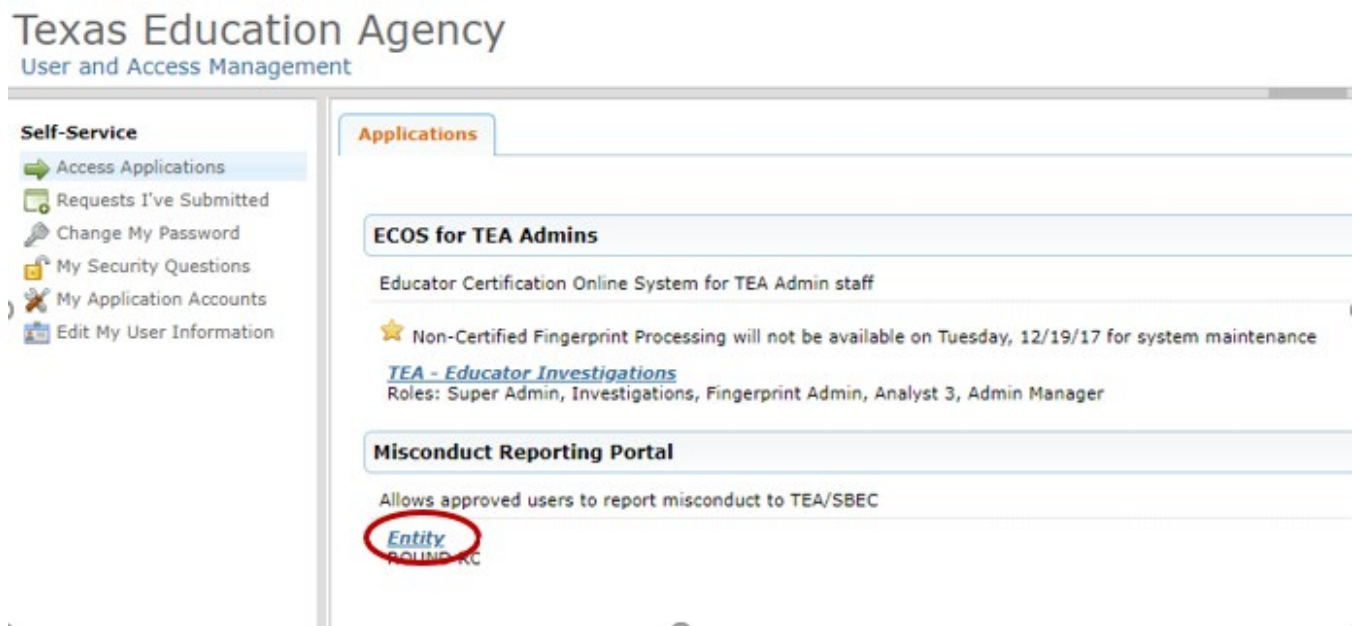 Texas Education Agency
User and Access Management
Self-Service
Access Applications
Requests I've Submitted
Change My Password
My Security Questions
My Application Accounts
Edit My User Information
Applications
ECOS for TEA Admins
Educator Certification Online System for TEA Admin staff
Non-Certified Fingerprint Processing will not be available on Tuesday, 12/19/17 for system maintenance
TEA - Educator Investigations
Roles: Super Admin, Investigations, Fingerprint Admin, Analyst 3, Admin Manager
Misconduct Reporting Portal
Allows approved users to report misconduct to TEA/SBEC
Entity
ROUND